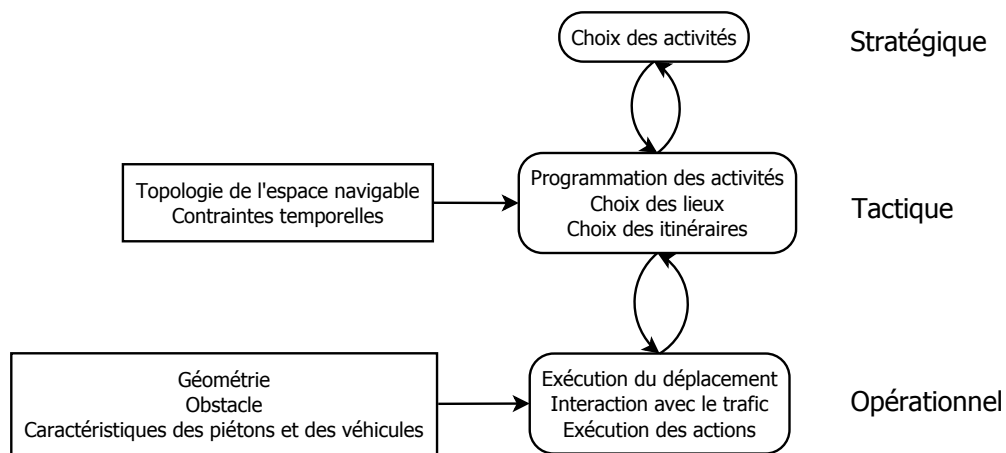 Choix des activités
Stratégique
Topologie de l'espace navigable
Contraintes temporelles
Programmation des activités
Choix des lieux
Choix des itinéraires
Tactique
Géométrie
Obstacle
Caractéristiques des piétons et des véhicules
Exécution du déplacement
Interaction avec le trafic
Exécution des actions
Opérationnel